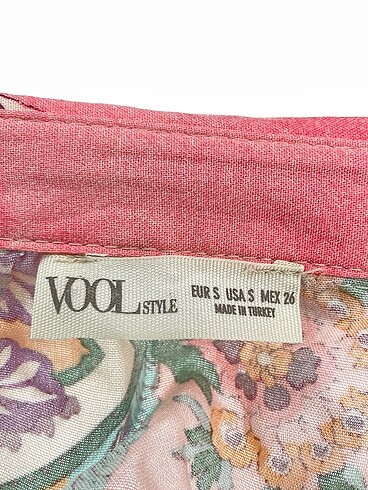 VOOL STYLE
EUR S USA S MEX 26
MADE IN TURKEY